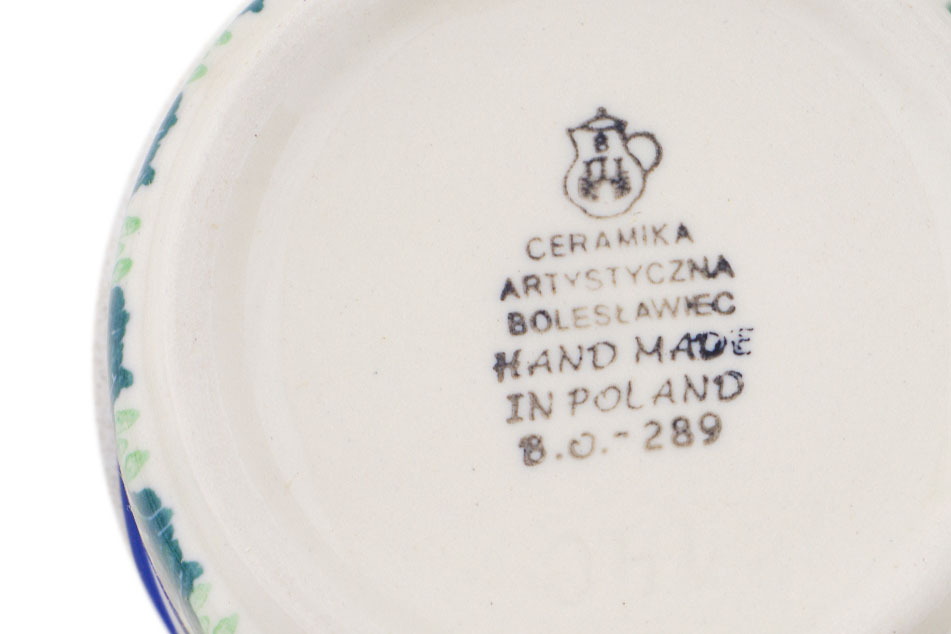 B
CERAMIKA
ARTYSTYCZNA
BOLESŁAWIEC
HAND MADE
IN POLAND
B.O.-289